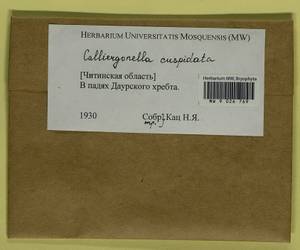 HERBARIUM UNIVERSITATIS MOSQUENSIS (MW)
Calliergonella cuspidata
[Читинская область]
В падях Даурского хребта.
Herbarium MW, Bryophyte
MW 9 026 769
1930
Собр. Кац Н.Я.